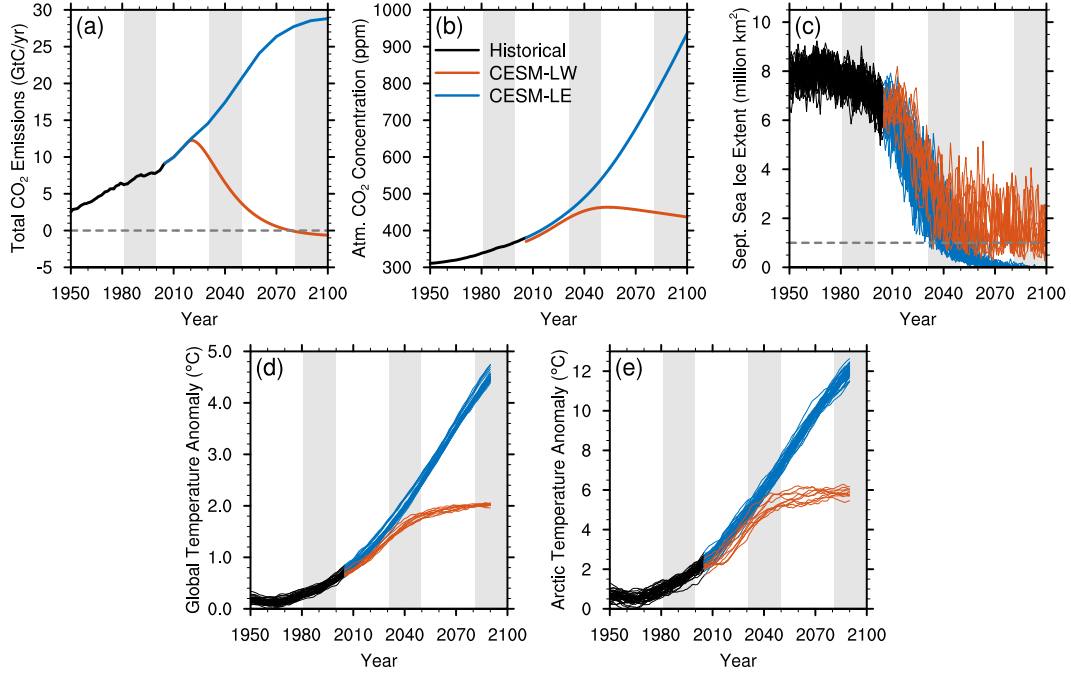 (a)
Total CO₂ Emissions (GtC/yr)
30
25
20
15
10
5
0
-5
1950 1980 2010 2040 2070 2100
Year
(b)
Atm. CO₂ Concentration (ppm)
1000
900
800
700
600
500
400
300
Historical
CESM-LW
CESM-LE
1950 1980 2010 2040 2070 2100
Year
(c)
Sept. Sea Ice Extent (million km²)
10
8
6
4
2
1
0
1950 1980 2010 2040 2070 2100
Year
(d)
Global Temperature Anomaly (°C)
5.0
4.0
3.0
2.0
1.0
0.0
1950 1980 2010 2040 2070 2100
Year
(e)
Arctic Temperature Anomaly (°C)
12
10
8
6
4
2
0
1950 1980 2010 2040 2070 2100
Year